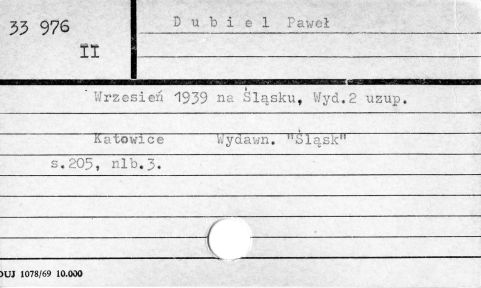 33 976
II
Dubiel Paweł
Wrzesień 1939 na Śląsku, Wyd.2 uzup.
Katowice Wydawn. "Śląsk"
s.205, nlb.3.
DUJ 1078/69 10.000